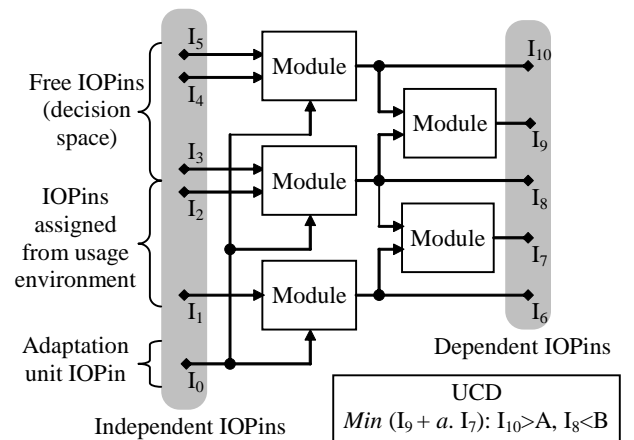 I5
I10
Free IOPins
(decision
space)
Module
I4
Module
I9
I3
Module
I8
I2
IOPins
assigned
from usage
environment
Module
I7
I1
Module
I6
Adaptation
unit IOPin
I0
Dependent IOPins
Independent IOPins
UCD
Min (I9 + a. I7): I10>A, I8<B